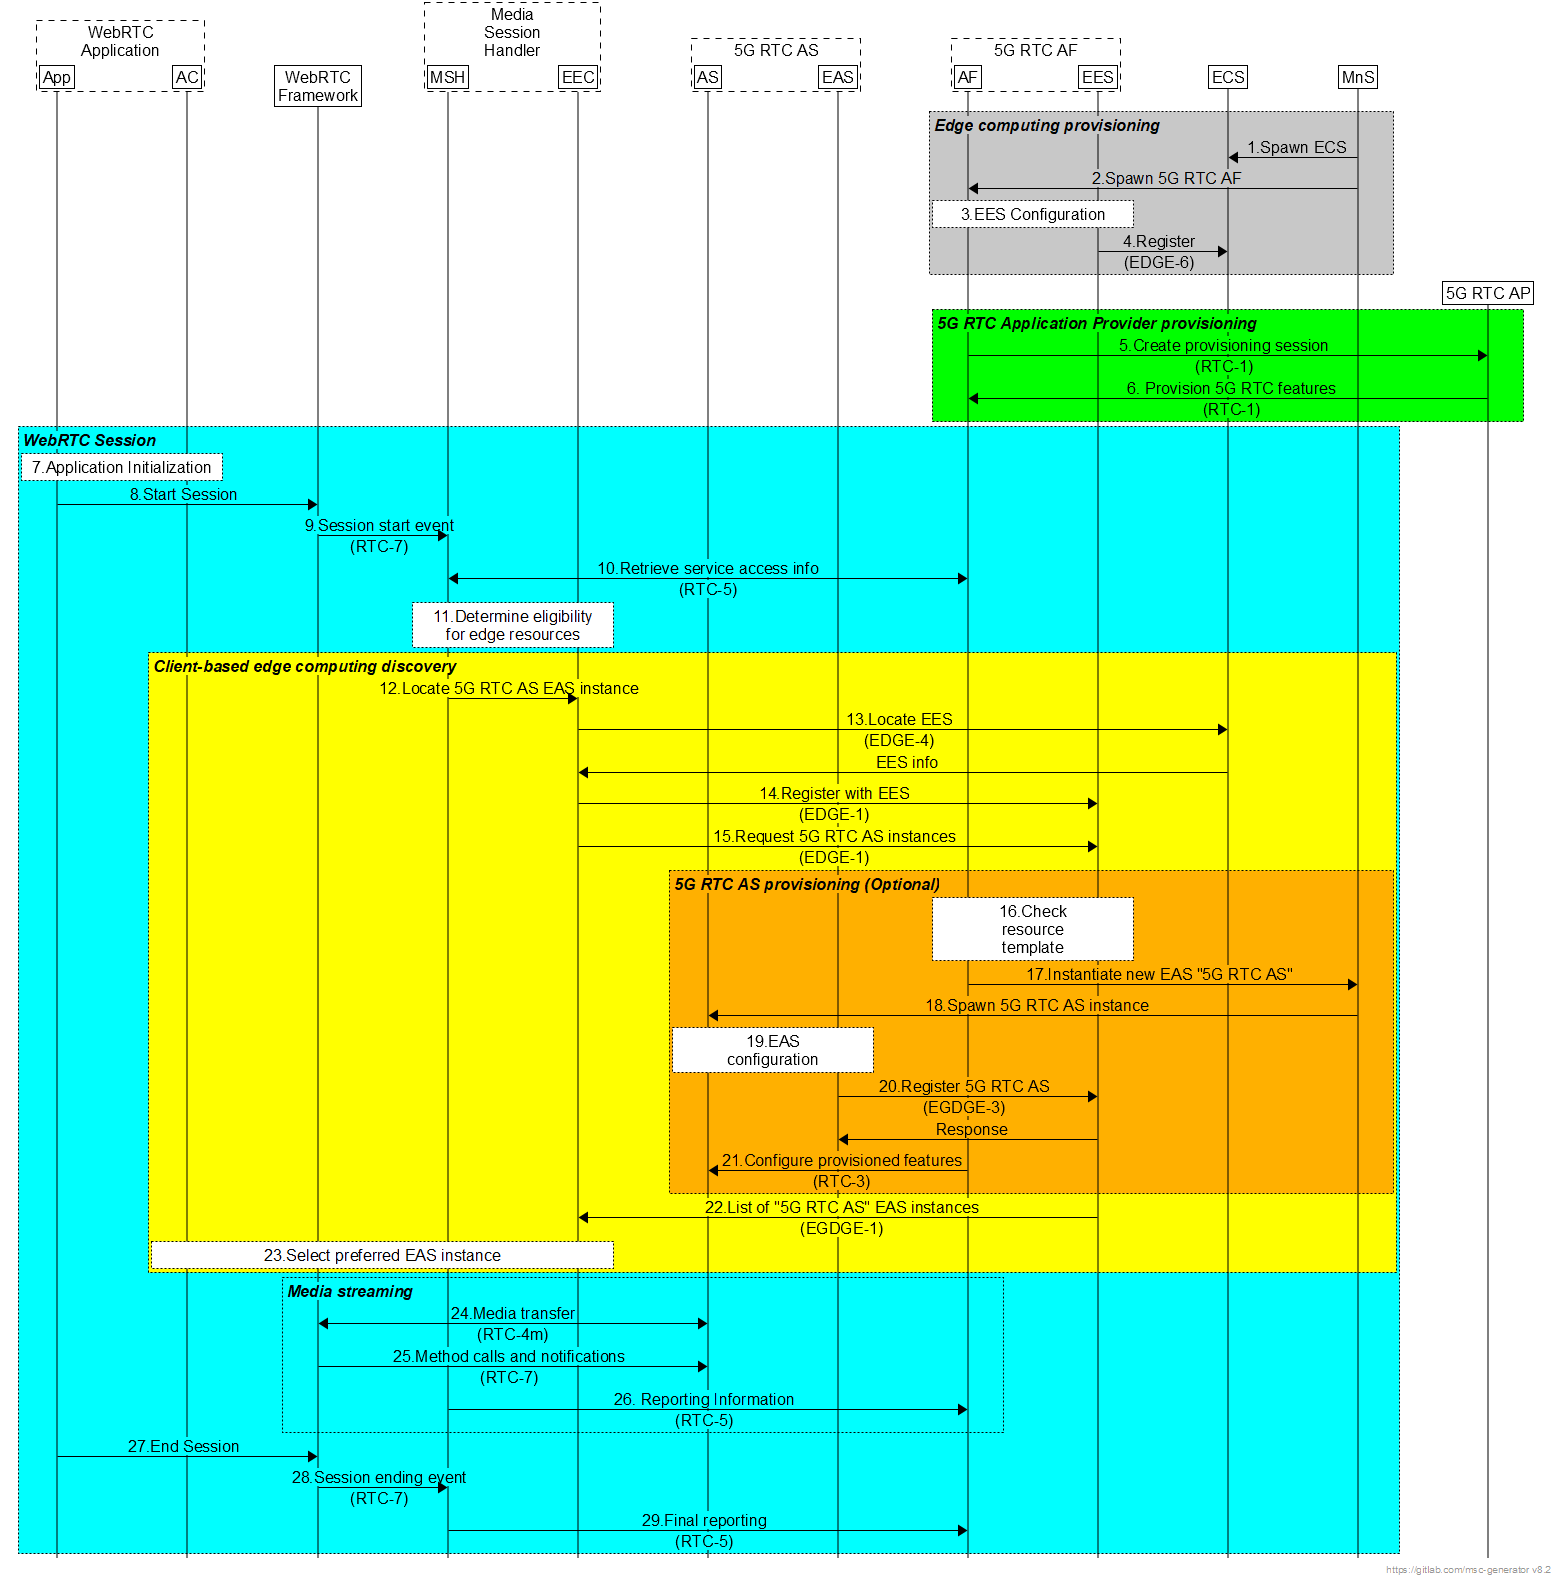 WebRTC
Application
Media
Session
Handler
5G RTC AS
5G RTC AF
App
AC
WebRTC
Framework
MSH
EEC
AS
EAS
AF
EES
ECS
MnS
Edge computing provisioning
1.Spawn ECS
2.Spawn 5G RTC AF
3.EES Configuration
4.Register
(EDGE-6)
5G RTC AP
5G RTC Application Provider provisioning
5.Create provisioning session
(RTC-1)
6. Provision 5G RTC features
(RTC-1)
WebRTC Session
7.Application Initialization
8.Start Session
9.Session start event
(RTC-7)
10.Retrieve service access info
(RTC-5)
11.Determine eligibility
for edge resources
Client-based edge computing discovery
12.Locate 5G RTC AS EAS instance
13.Locate EES
(EDGE-4)
EES info
14.Register with EES
(EDGE-1)
15.Request 5G RTC AS instances
(EDGE-1)
5G RTC AS provisioning (Optional)
16.Check
resource
template
17.Instantiate new EAS "5G RTC AS"
18.Spawn 5G RTC AS instance
19.EAS
configuration
20.Register 5G RTC AS
(EGDGE-3)
Response
21.Configure provisioned features
(RTC-3)
22.List of "5G RTC AS" EAS instances
(EGDGE-1)
23.Select preferred EAS instance
Media streaming
24.Media transfer
(RTC-4m)
25.Method calls and notifications
(RTC-7)
26. Reporting Information
(RTC-5)
27.End Session
28.Session ending event
(RTC-7)
29.Final reporting
(RTC-5)
https://gitlab.com/msc-generator v8.2